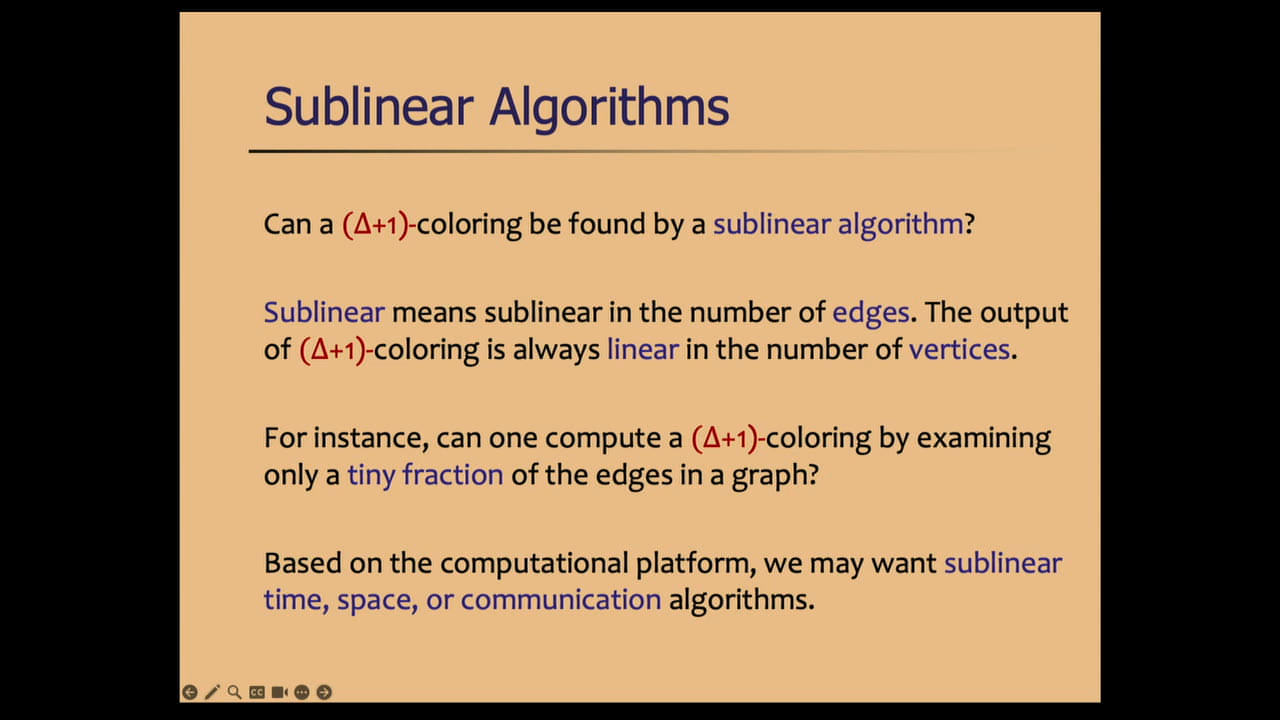 Sublinear Algorithms
Can a (Δ+1)-coloring be found by a sublinear algorithm?
Sublinear means sublinear in the number of edges. The output
of (Δ+1)-coloring is always linear in the number of vertices.
For instance, can one compute a (Δ+1)-coloring by examining
only a tiny fraction of the edges in a graph?
Based on the computational platform, we may want sublinear
time, space, or communication algorithms.
CC